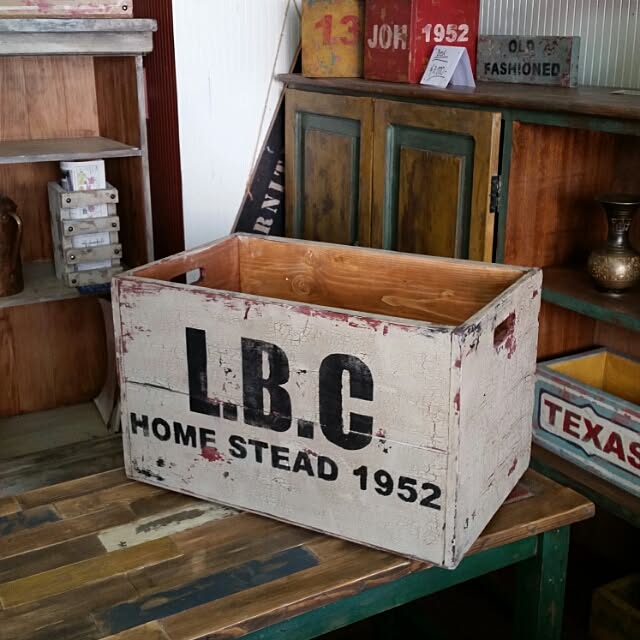 13
JOH 1952
OLD
FASHIONED
L.B.C
HOME STEAD 1952
TEXAS